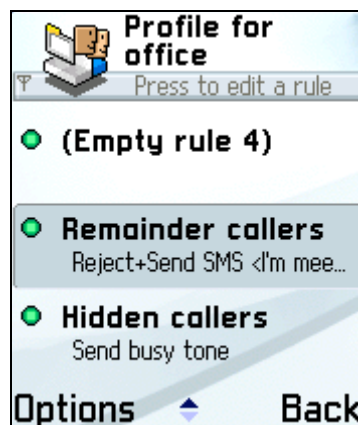 Profile for
office
Press to edit a rule
(Empty rule 4)
Remainder callers
Reject+Send SMS <I'm mee...
Hidden callers
Send busy tone
Options Back